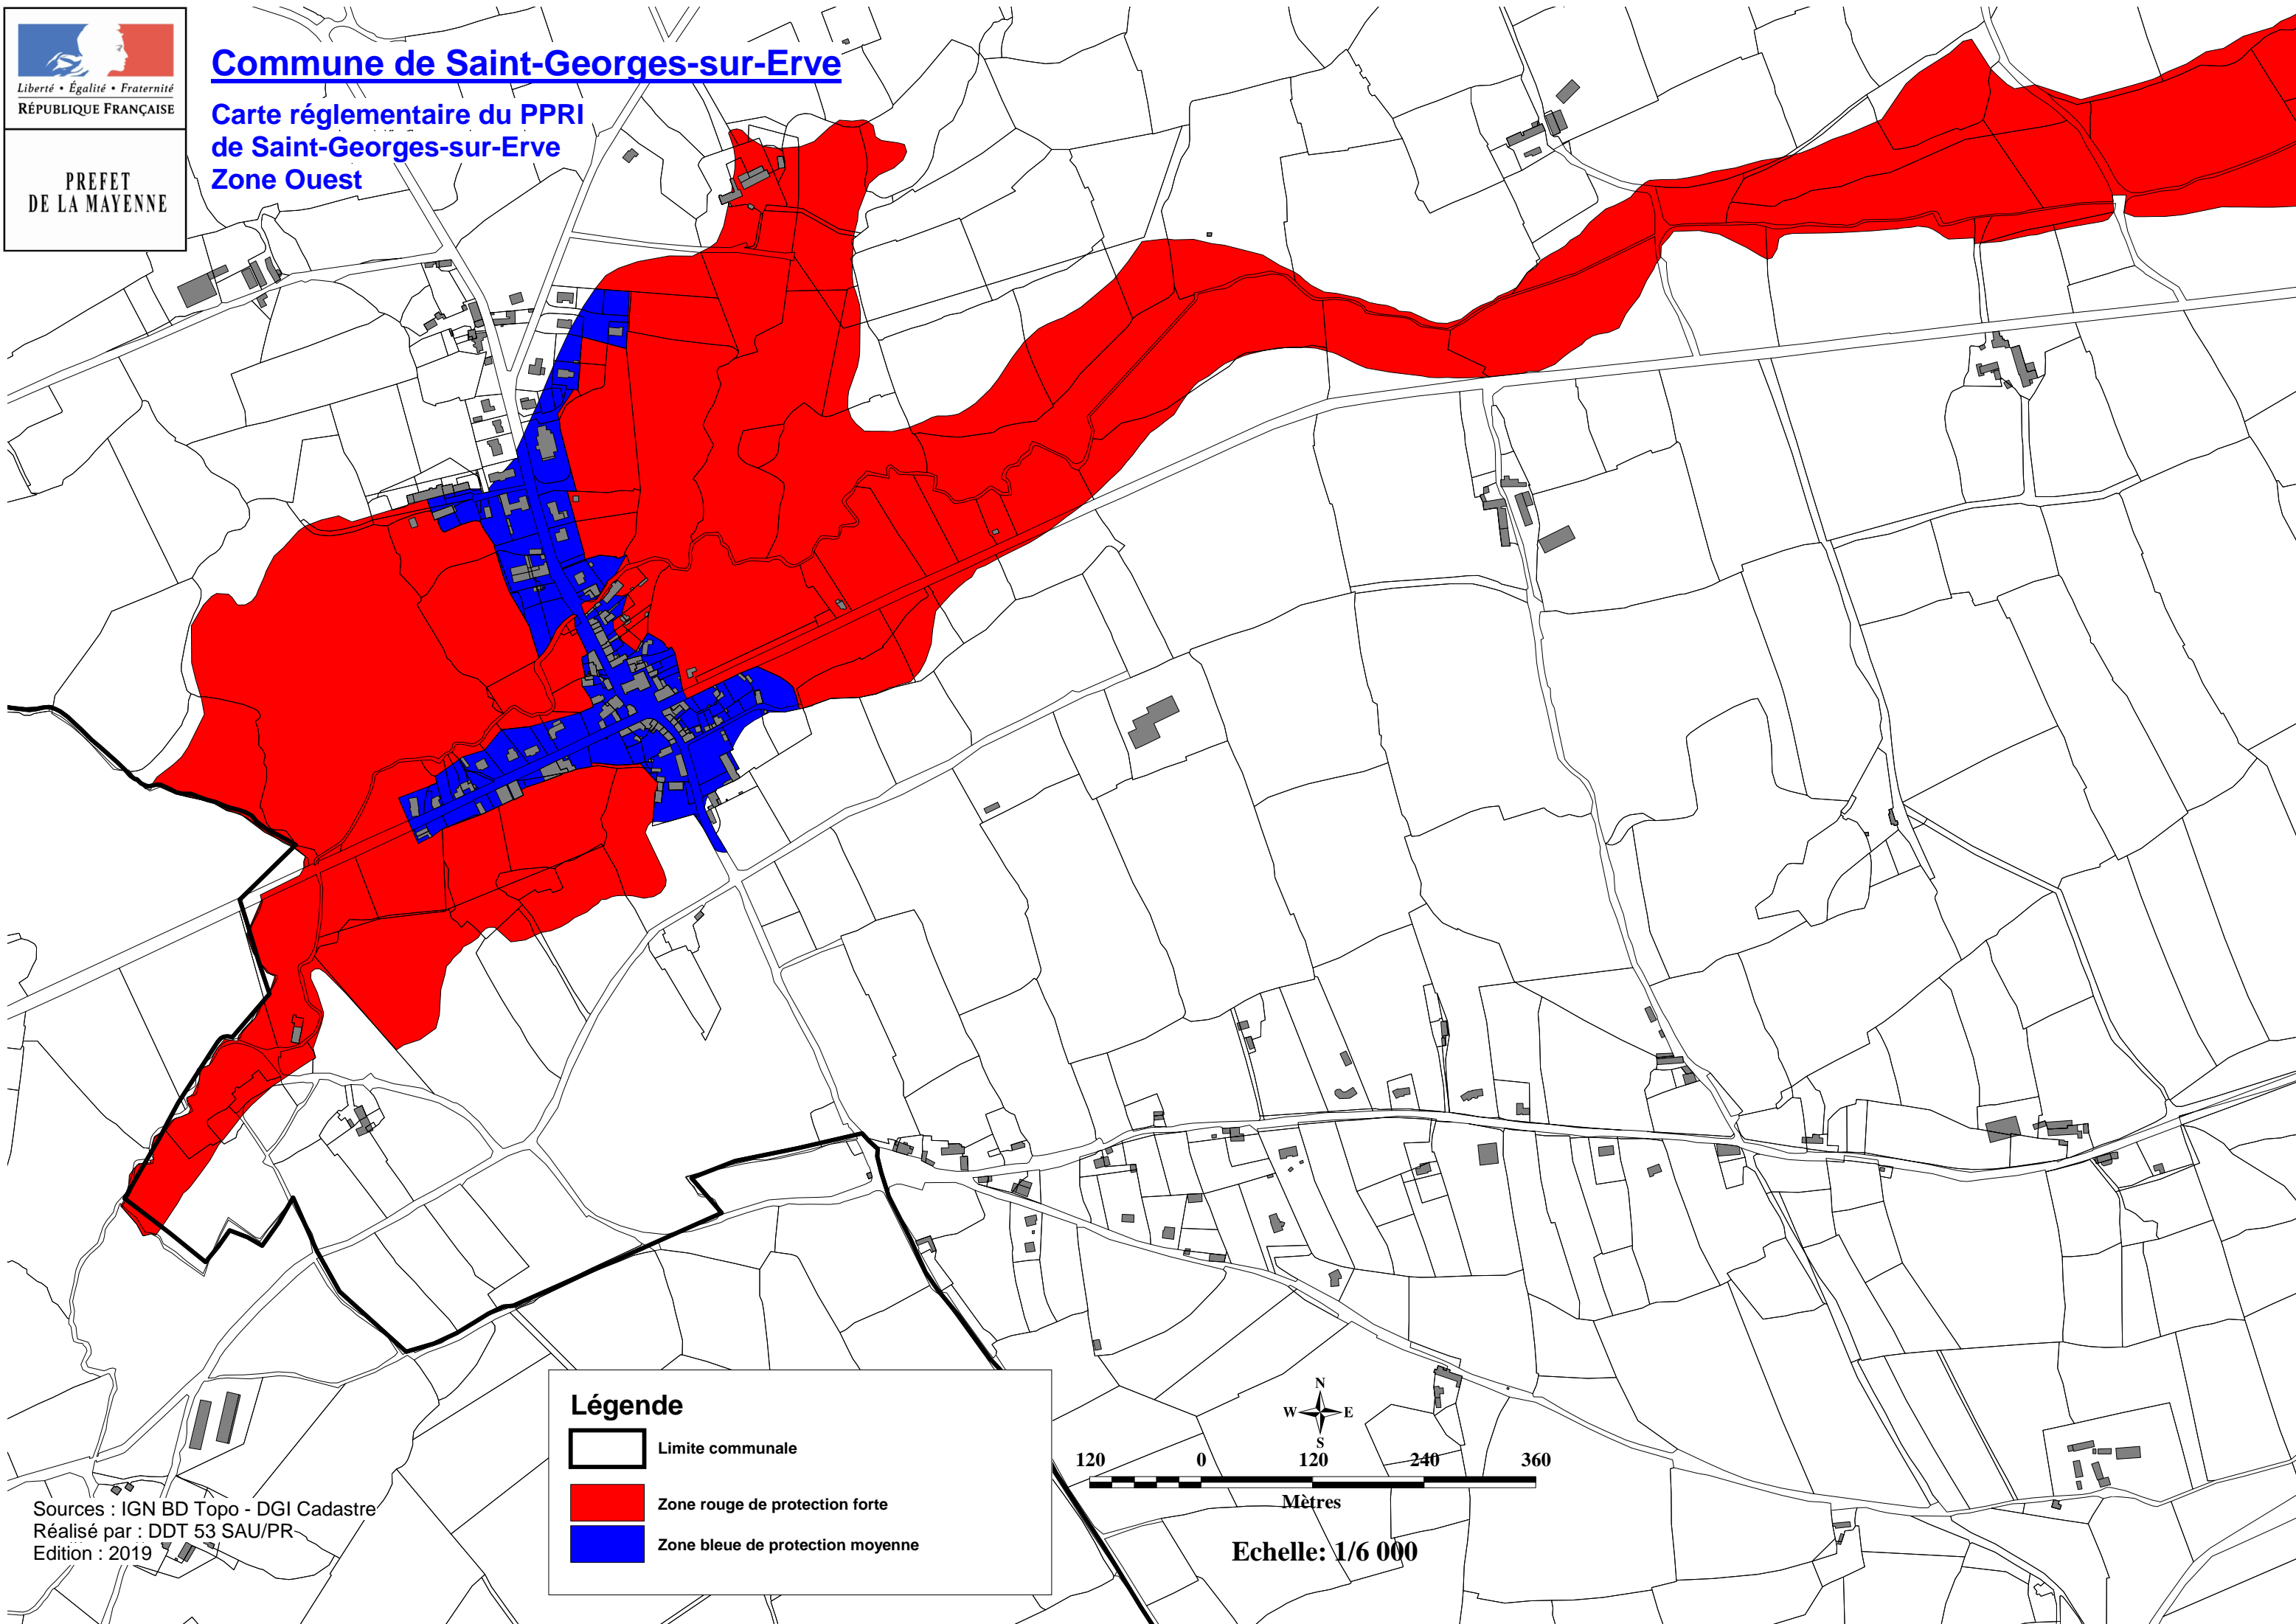 Liberté • Égalité • Fraternité
RÉPUBLIQUE FRANÇAISE
PREFET
DE LA MAYENNE
Commune de Saint-Georges-sur-Erve
Carte réglementaire du PPRI
de Saint-Georges-sur-Erve
Zone Ouest
Légende
Limite communale
Zone rouge de protection forte
Zone bleue de protection moyenne
N
W E
S
120 0 120 240 360
Mètres
Echelle: 1/6 000
Sources : IGN BD Topo - DGI Cadastre
Réalisé par : DDT 53 SAU/PR
Edition : 2019